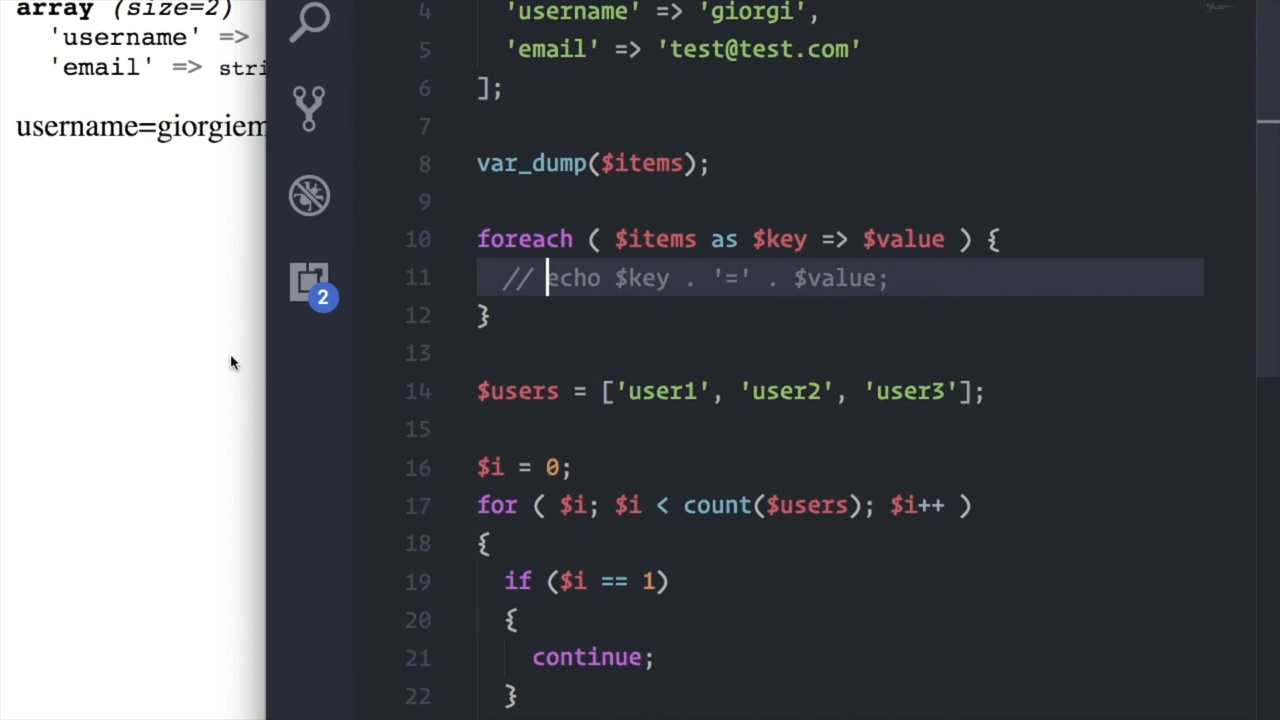 array (size=2)
'username' =>
'email' => stri
username=giorgiem
2
4 'username' => 'giorgi',
5 'email' => 'test@test.com'
6 ];
7
8 var_dump($items);
9
10 foreach ( $items as $key => $value ) {
11 // echo $key . '=' . $value;
12 }
13
14 $users = ['user1', 'user2', 'user3'];
15
16 $i = 0;
17 for ( $i; $i < count($users); $i++ )
18 {
19 if ($i == 1)
20 {
21 continue;
22 }